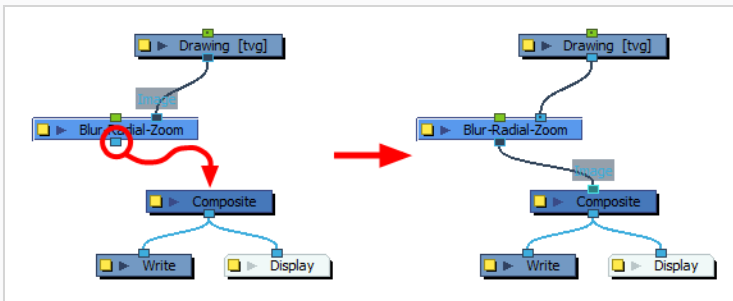 Drawing [tvg]
Image
Blur-Radial-Zoom
Composite
Write
Display
Drawing [tvg]
Blur-Radial-Zoom
Image
Composite
Write
Display